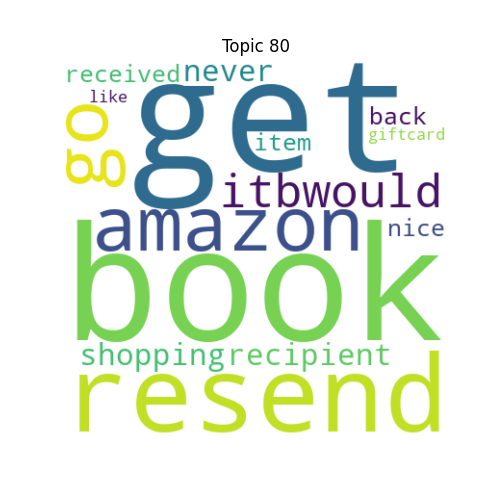 Topic 80
received never
like
get
go
item
back
giftcard
itbwould
amazon
nice
book
shopping recipient
resend